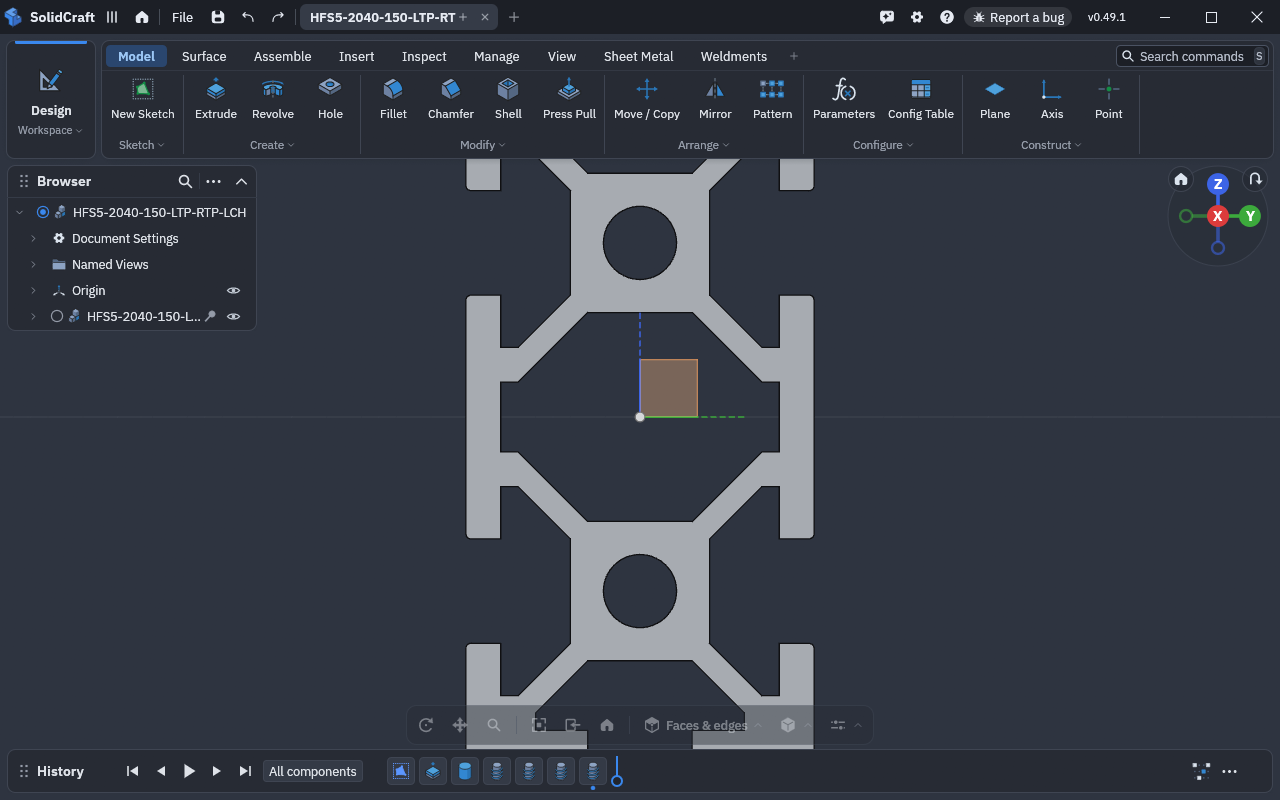 SolidCraft
File
HFS5-2040-150-LTP-RT
Report a bug
v0.49.1
Design
Workspace
Model
Surface
Assemble
Insert
Inspect
Manage
View
Sheet Metal
Weldments
Search commands
S
New Sketch
Extrude
Revolve
Hole
Fillet
Chamfer
Shell
Press Pull
Move / Copy
Mirror
Pattern
Parameters
Config Table
Plane
Axis
Point
Sketch
Create
Modify
Arrange
Configure
Construct
Browser
HFS5-2040-150-LTP-RTP-LCH
Document Settings
Named Views
Origin
HFS5-2040-150-L...
Z
X
Y
Faces & edges
History
All components